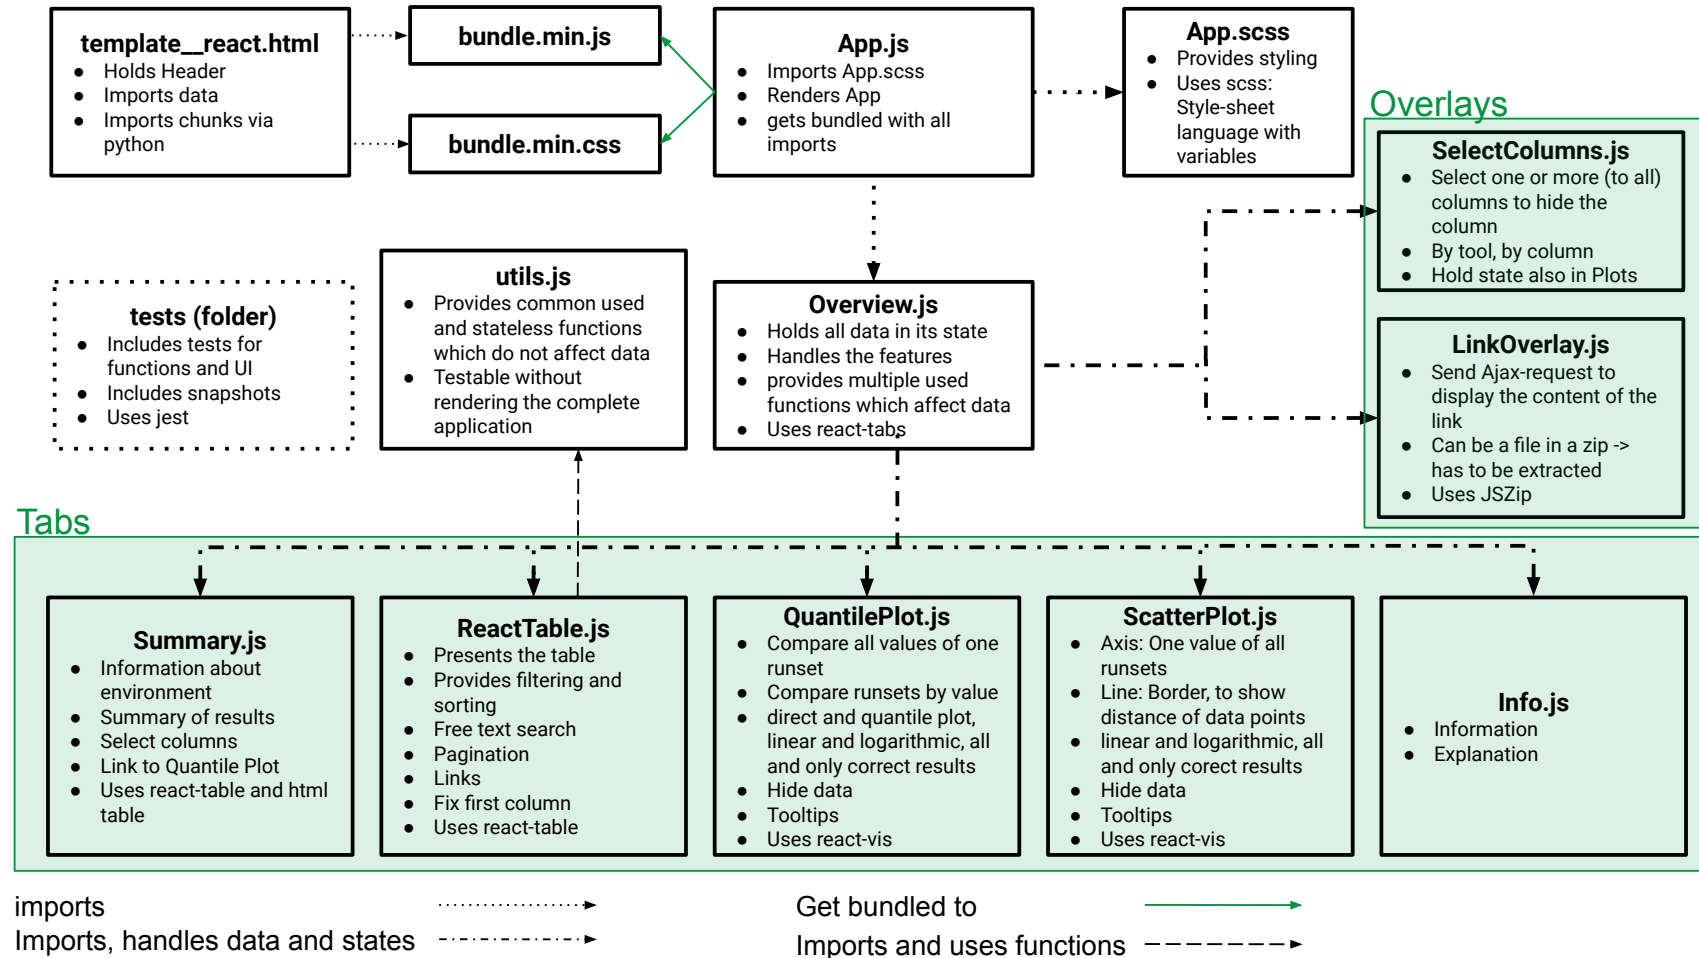 template__react.html
● Holds Header
● Imports data
● Imports chunks via
python
bundle.min.js
bundle.min.css
App.js
● Imports App.scss
● Renders App
● gets bundled with all
imports
App.scss
● Provides styling
● Uses scss:
Style-sheet
language with
variables
Overlays
SelectColumns.js
● Select one or more (to all)
columns to hide the
column
● By tool, by column
● Hold state also in Plots
LinkOverlay.js
● Send Ajax-request to
display the content of the
link
● Can be a file in a zip ->
has to be extracted
● Uses JSZip
tests (folder)
● Includes tests for
functions and UI
● Includes snapshots
● Uses jest
utils.js
● Provides common used
and stateless functions
which do not affect data
● Testable without
rendering the complete
application
Overview.js
● Holds all data in its state
● Handles the features
● provides multiple used
functions which affect data
● Uses react-tabs
Tabs
Summary.js
● Information about
environment
● Summary of results
● Select columns
● Link to Quantile Plot
● Uses react-table and html
table
ReactTable.js
● Presents the table
● Provides filtering and
sorting
● Free text search
● Pagination
● Links
● Fix first column
● Uses react-table
QuantilePlot.js
● Compare all values of one
runset
● Compare runsets by value
● direct and quantile plot,
linear and logarithmic, all
and only correct results
● Hide data
● Tooltips
● Uses react-vis
ScatterPlot.js
● Axis: One value of all
runsets
● Line: Border, to show
distance of data points
● linear and logarithmic, all
and only corect results
● Hide data
● Tooltips
● Uses react-vis
Info.js
● Information
● Explanation
imports
Imports, handles data and states
Get bundled to
Imports and uses functions